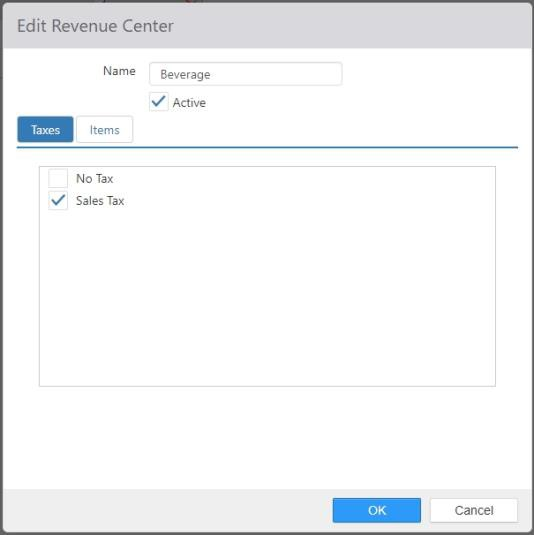 Edit Revenue Center
Name Beverage
Active
Taxes Items
No Tax
Sales Tax
OK Cancel